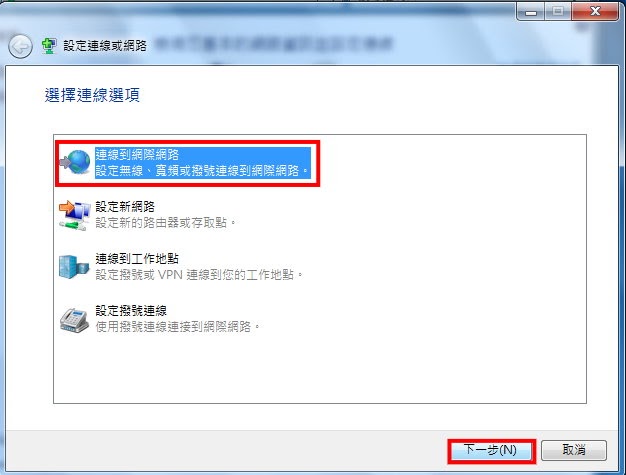 設定連線或網路
選擇連線選項
連線到網際網路
設定無線、寬頻或撥號連線到網際網路。
設定新網路
設定新的路由器或存取點。
連線到工作地點
設定撥號或 VPN 連線到您的工作地點。
設定撥號連線
使用撥號連線連接到網際網路。
下一步(N)
取消